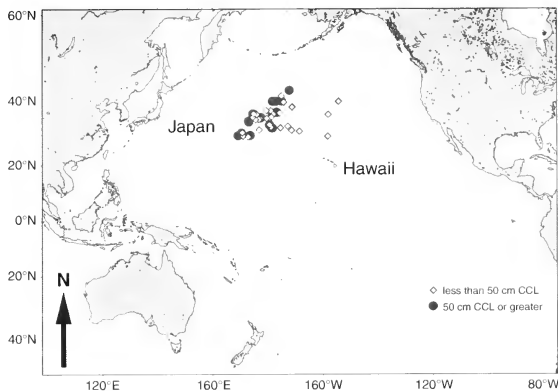 60°N
40°N
Japan
Hawaii
20°N
0°N
20°N
N
◇ less than 50 cm CCL
● 50 cm CCL or greater
40°N
120°E
160°E
160°W
120°W
80°W